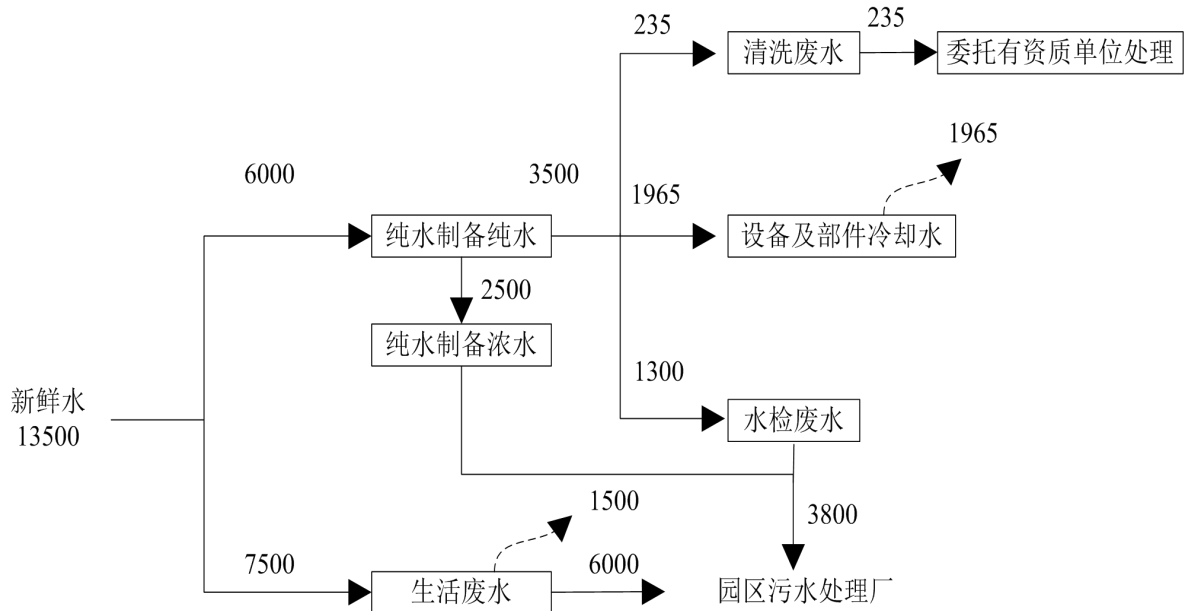 235
235
清洗废水
委托有资质单位处理
1965
6000
3500
1965
纯水制备纯水
设备及部件冷却水
2500
纯水制备浓水
1300
新鲜水
13500
水检废水
1500
3800
7500
6000
生活废水
园区污水处理厂